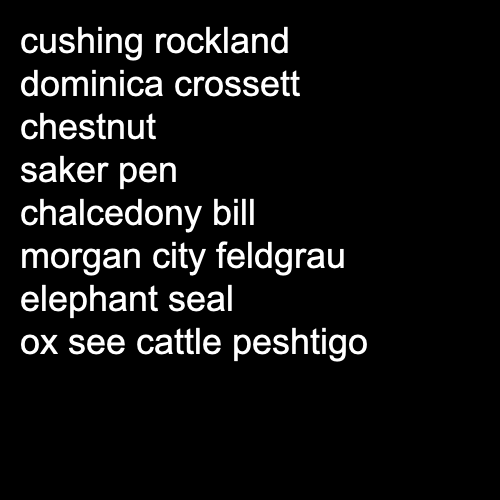 cushing rockland
dominica crossett
chestnut
saker pen
chalcedony bill
morgan city feldgrau
elephant seal
ox see cattle peshtigo